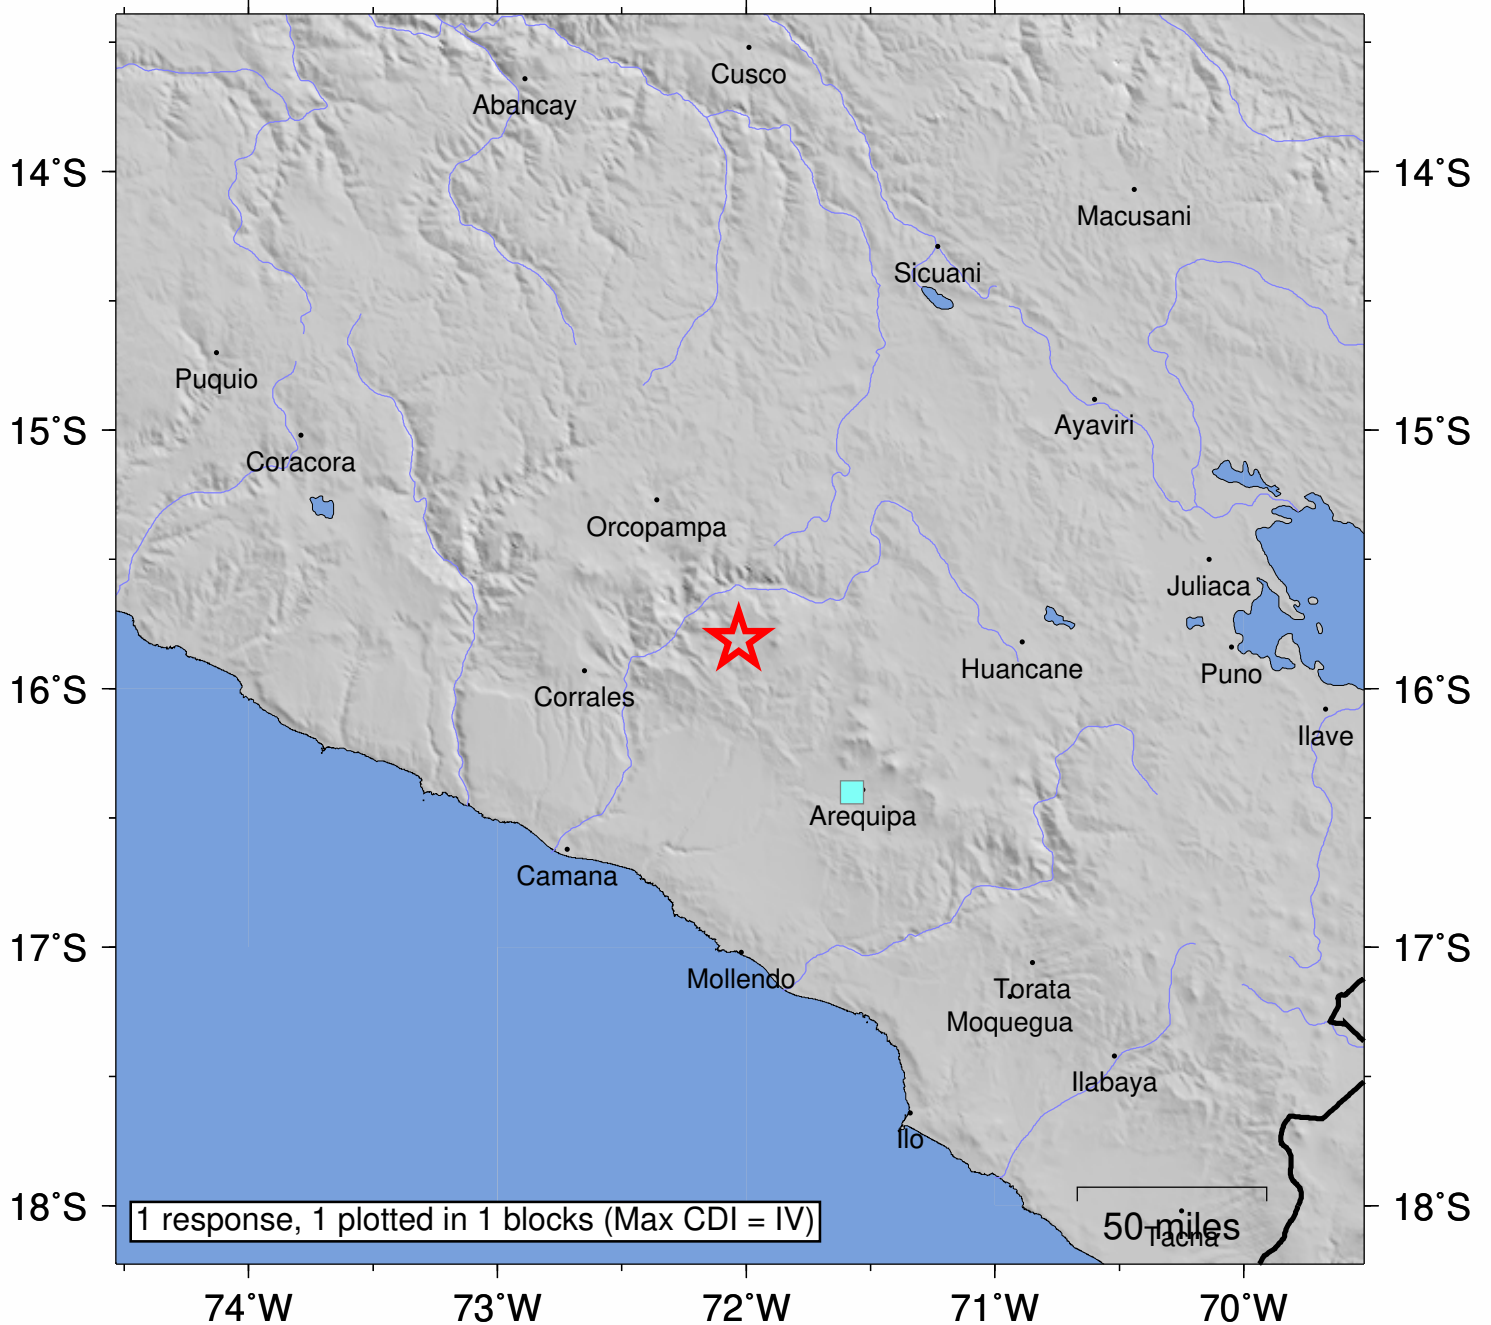 Cusco
Abancay
14°S
14°S
Macusani
Sicuani
Puquio
Ayaviri
15°S
15°S
Coracora
Orcopampa
Juliaca
Huancane
Puno
16°S
16°S
Corrales
Ilave
Arequipa
Camana
17°S
17°S
Mollendo
Torata
Moquegua
Ilabaya
Ilo
18°S
18°S
1 response, 1 plotted in 1 blocks (Max CDI = IV)
50 miles
Tacna
74°W
73°W
72°W
71°W
70°W